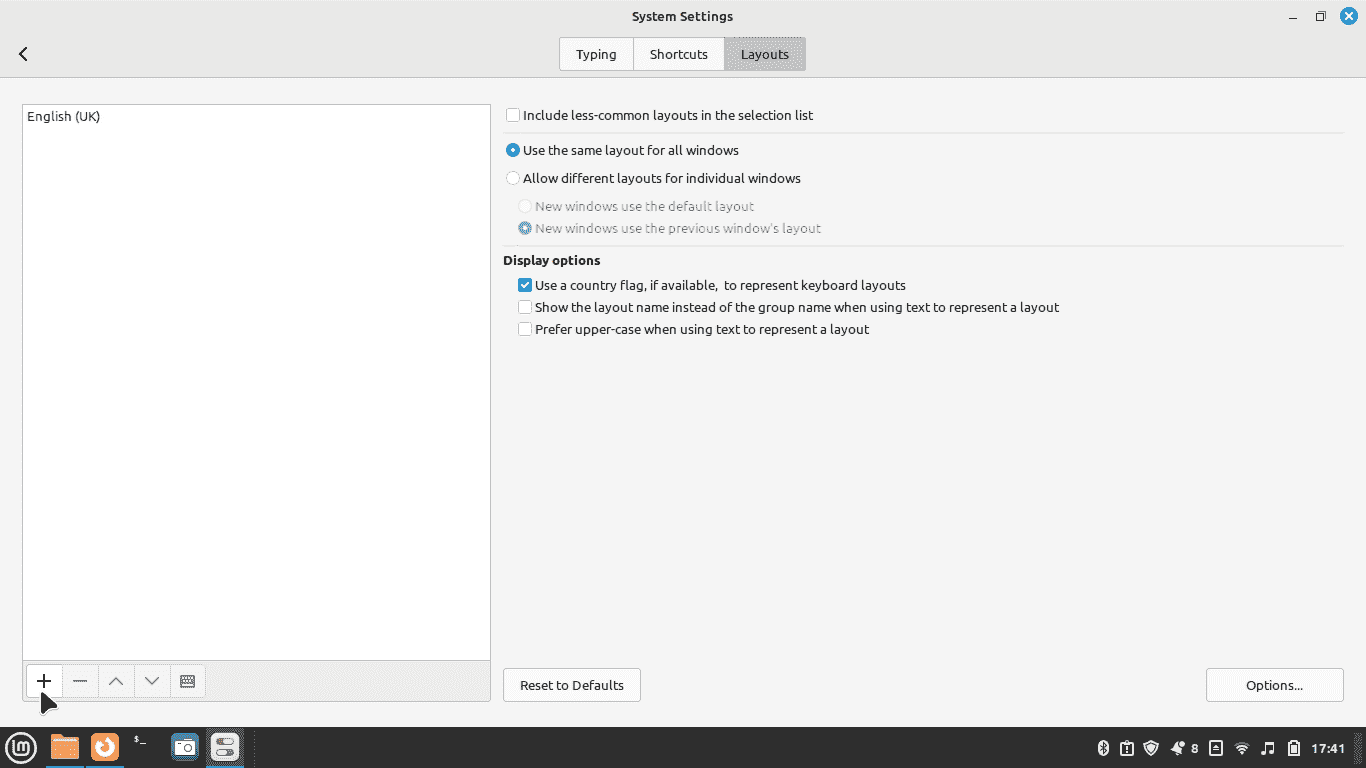 System Settings
Typing
Shortcuts
Layouts
English (UK)
Include less-common layouts in the selection list
Use the same layout for all windows
Allow different layouts for individual windows
New windows use the default layout
New windows use the previous window's layout
Display options
Use a country flag, if available,  to represent keyboard layouts
Show the layout name instead of the group name when using text to represent a layout
Prefer upper-case when using text to represent a layout
Reset to Defaults
Options...
$_
8
17:41